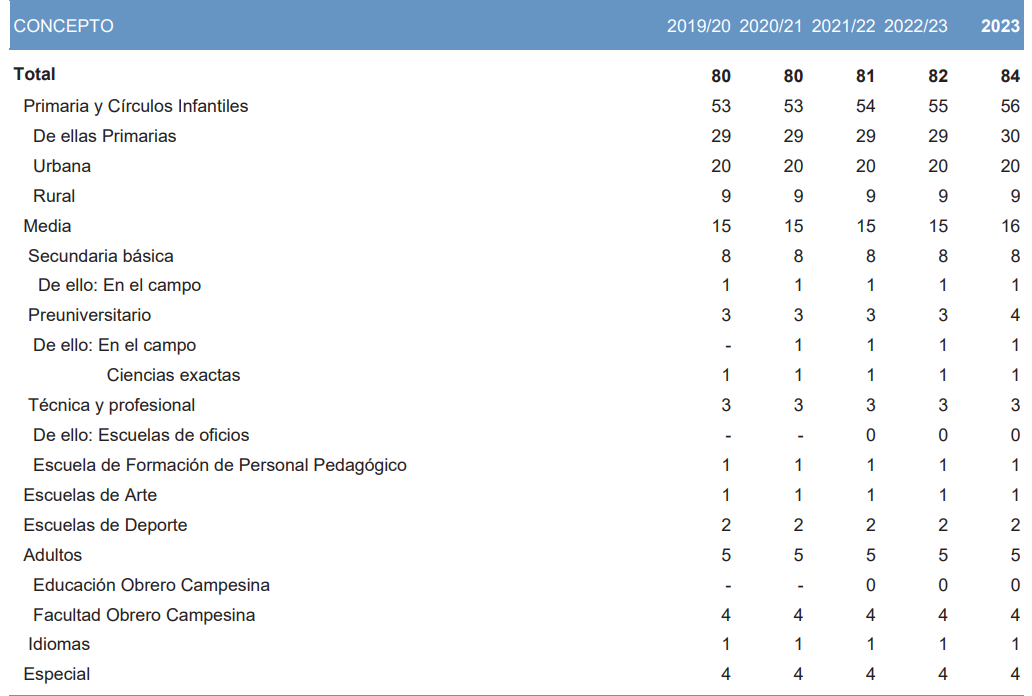 CONCEPTO 2019/20 2020/21 2021/22 2022/23 2023
Total 80 80 81 82 84
Primaria y Círculos Infantiles 53 53 54 55 56
De ellas Primarias 29 29 29 29 30
Urbana 20 20 20 20 20
Rural 9 9 9 9 9
Media 15 15 15 15 16
Secundaria básica 8 8 8 8 8
De ello: En el campo 1 1 1 1 1
Preuniversitario 3 3 3 3 4
De ello: En el campo - 1 1 1 1
Ciencias exactas 1 1 1 1 1
Técnica y profesional 3 3 3 3 3
De ello: Escuelas de oficios - - 0 0 0
Escuela de Formación de Personal Pedagógico 1 1 1 1 1
Escuelas de Arte 1 1 1 1 1
Escuelas de Deporte 2 2 2 2 2
Adultos 5 5 5 5 5
Educación Obrero Campesina - - 0 0 0
Facultad Obrero Campesina 4 4 4 4 4
Idiomas 1 1 1 1 1
Especial 4 4 4 4 4